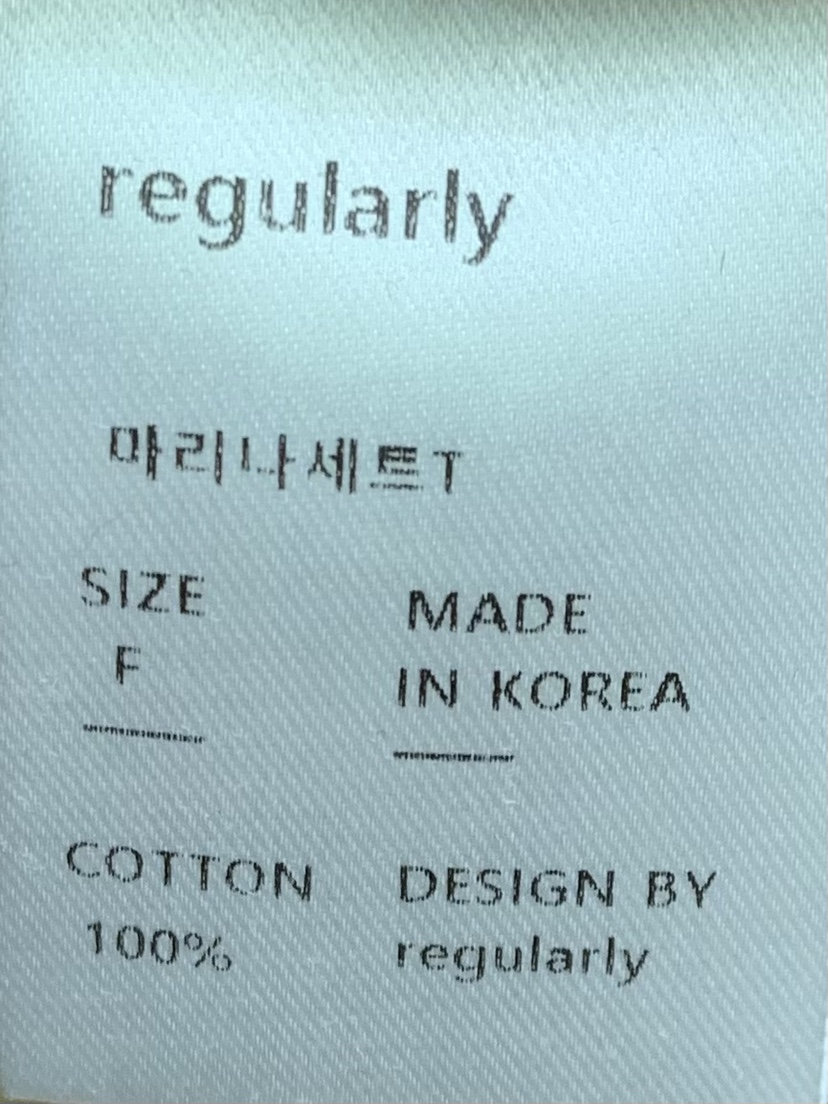 regularly
마리나세트T
SIZE
F
MADE
IN KOREA
COTTON
100%
DESIGN BY
regularly